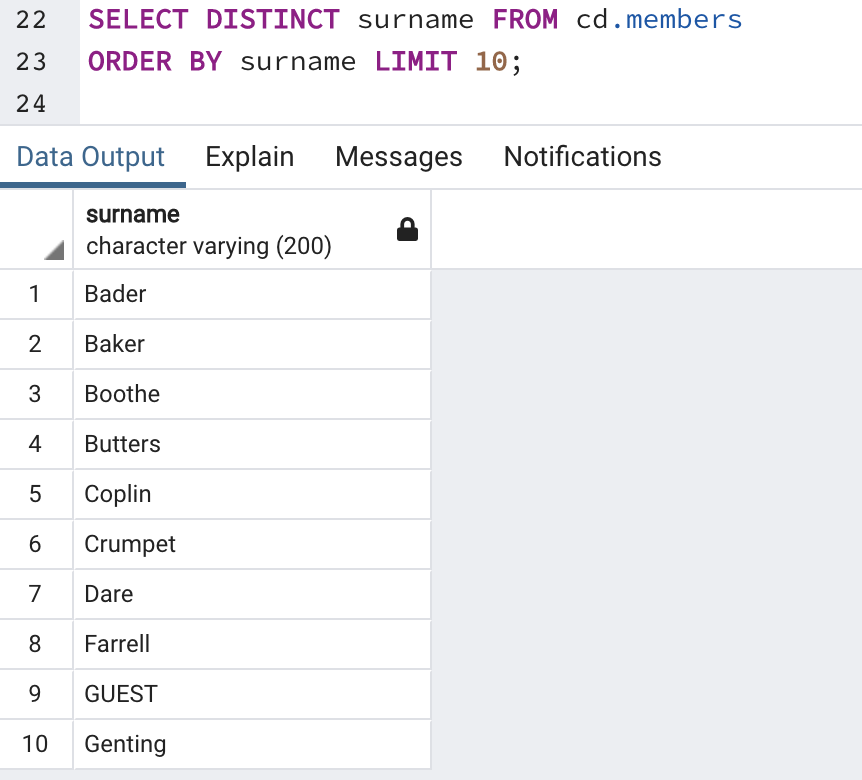 22 SELECT DISTINCT surname FROM cd.members
23 ORDER BY surname LIMIT 10;
24
Data Output Explain Messages Notifications
surname
character varying (200)
1 Bader
2 Baker
3 Boothe
4 Butters
5 Coplin
6 Crumpet
7 Dare
8 Farrell
9 GUEST
10 Genting